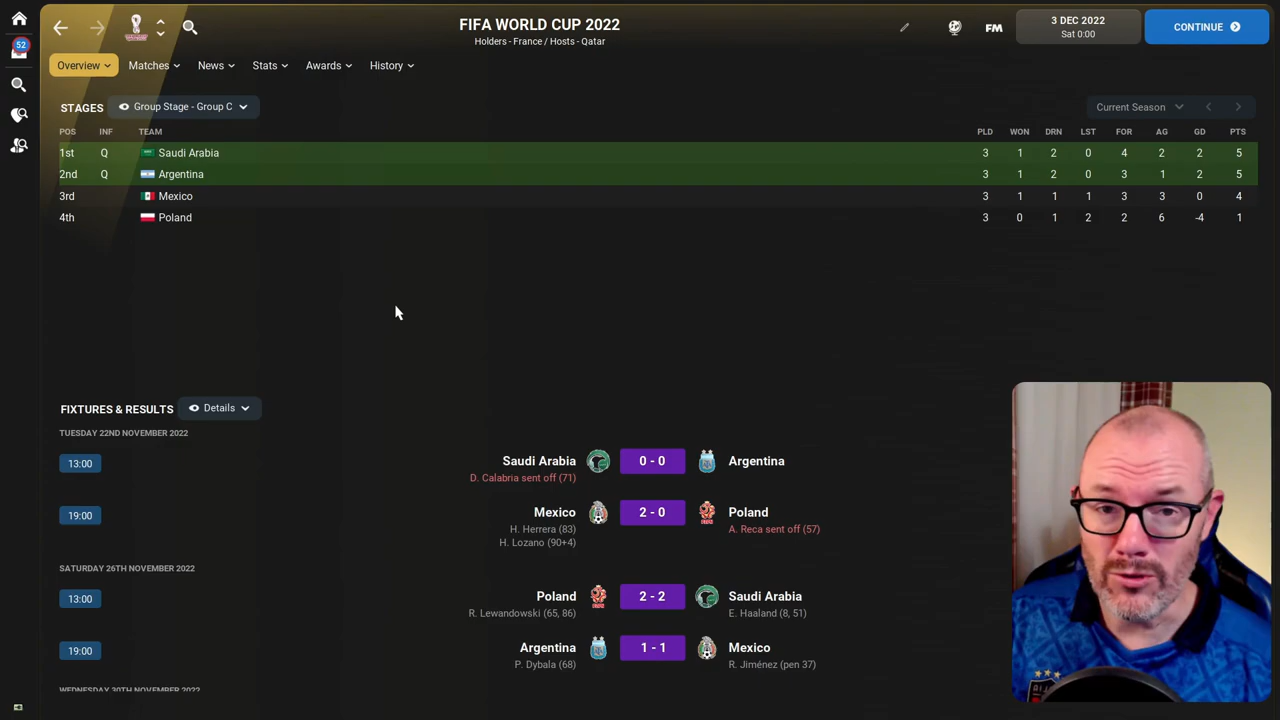 FIFA WORLD CUP 2022
Holders - France / Hosts - Qatar
FM
3 DEC 2022
Sat 0:00
CONTINUE
52
Overview
Matches
News
Stats
Awards
History
STAGES
Group Stage - Group C
Current Season
POS INF TEAM PLD WON DRN LST FOR AG GD PTS
1st Q Saudi Arabia 3 1 2 0 4 2 2 5
2nd Q Argentina 3 1 2 0 3 1 2 5
3rd Mexico 3 1 1 1 3 3 0 4
4th Poland 3 0 1 2 2 6 -4 1
FIXTURES & RESULTS
Details
TUESDAY 22ND NOVEMBER 2022
13:00 Saudi Arabia 0 - 0 Argentina
D. Calabria sent off (71)
19:00 Mexico 2 - 0 Poland
H. Herrera (83) A. Reca sent off (57)
H. Lozano (90+4)
SATURDAY 26TH NOVEMBER 2022
13:00 Poland 2 - 2 Saudi Arabia
R. Lewandowski (65, 86) E. Haaland (8, 51)
19:00 Argentina 1 - 1 Mexico
P. Dybala (68) R. Jiménez (pen 37)
WEDNESDAY 30TH NOVEMBER 2022